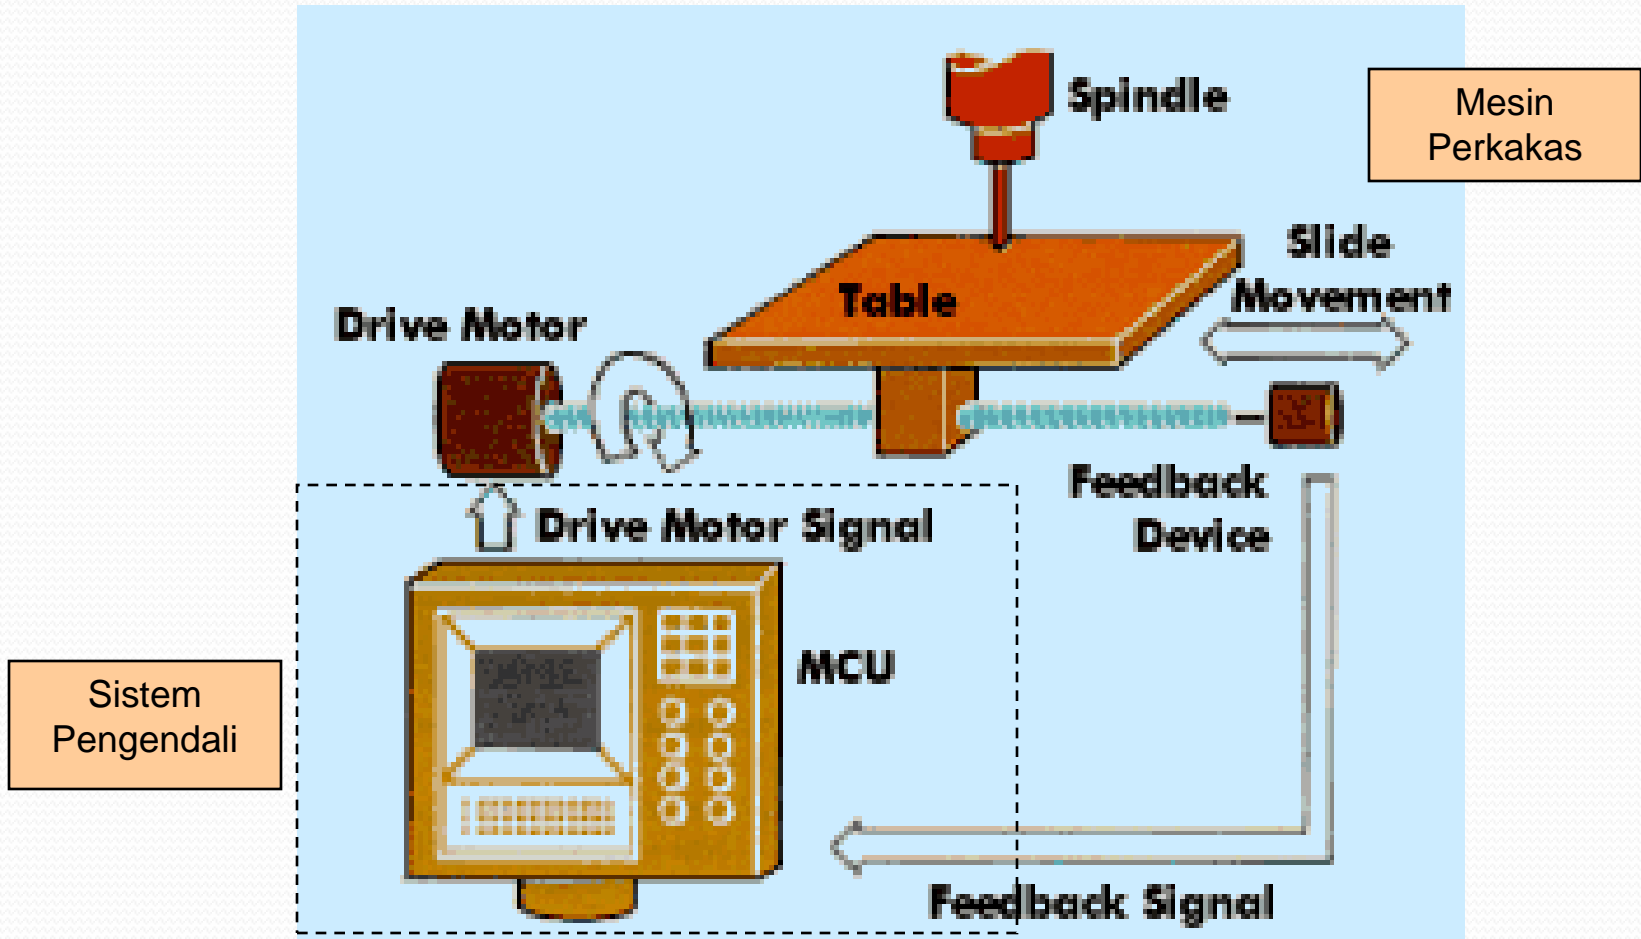 Spindle
Mesin
Perkakas
Slide
Movement
Table
Drive Motor
Feedback
Device
Drive Motor Signal
MCU
Sistem
Pengendali
Feedback Signal